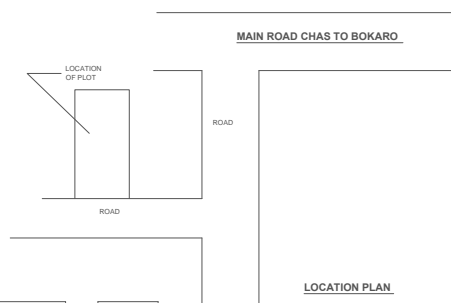 MAIN ROAD CHAS TO BOKARO
LOCATION
OF PLOT
ROAD
ROAD
LOCATION PLAN